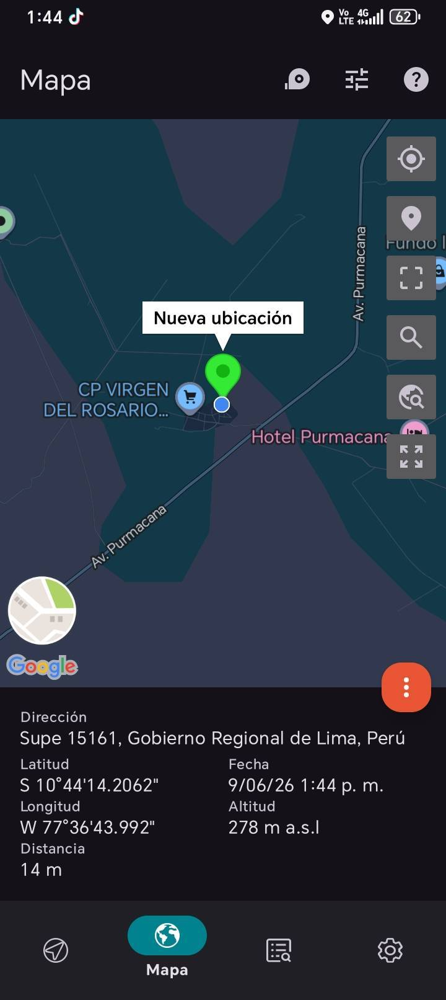 1:44
Vo LTE 4G 62
Mapa
Fundo
Av. Purmacana
Nueva ubicación
CP VIRGEN
DEL ROSARIO...
Hotel Purmacana
Av. Purmacana
Google
Dirección
Supe 15161, Gobierno Regional de Lima, Perú
Latitud
S 10°44'14.2062"
Fecha
9/06/26 1:44 p. m.
Longitud
W 77°36'43.992"
Altitud
278 m a.s.l
Distancia
14 m
Mapa